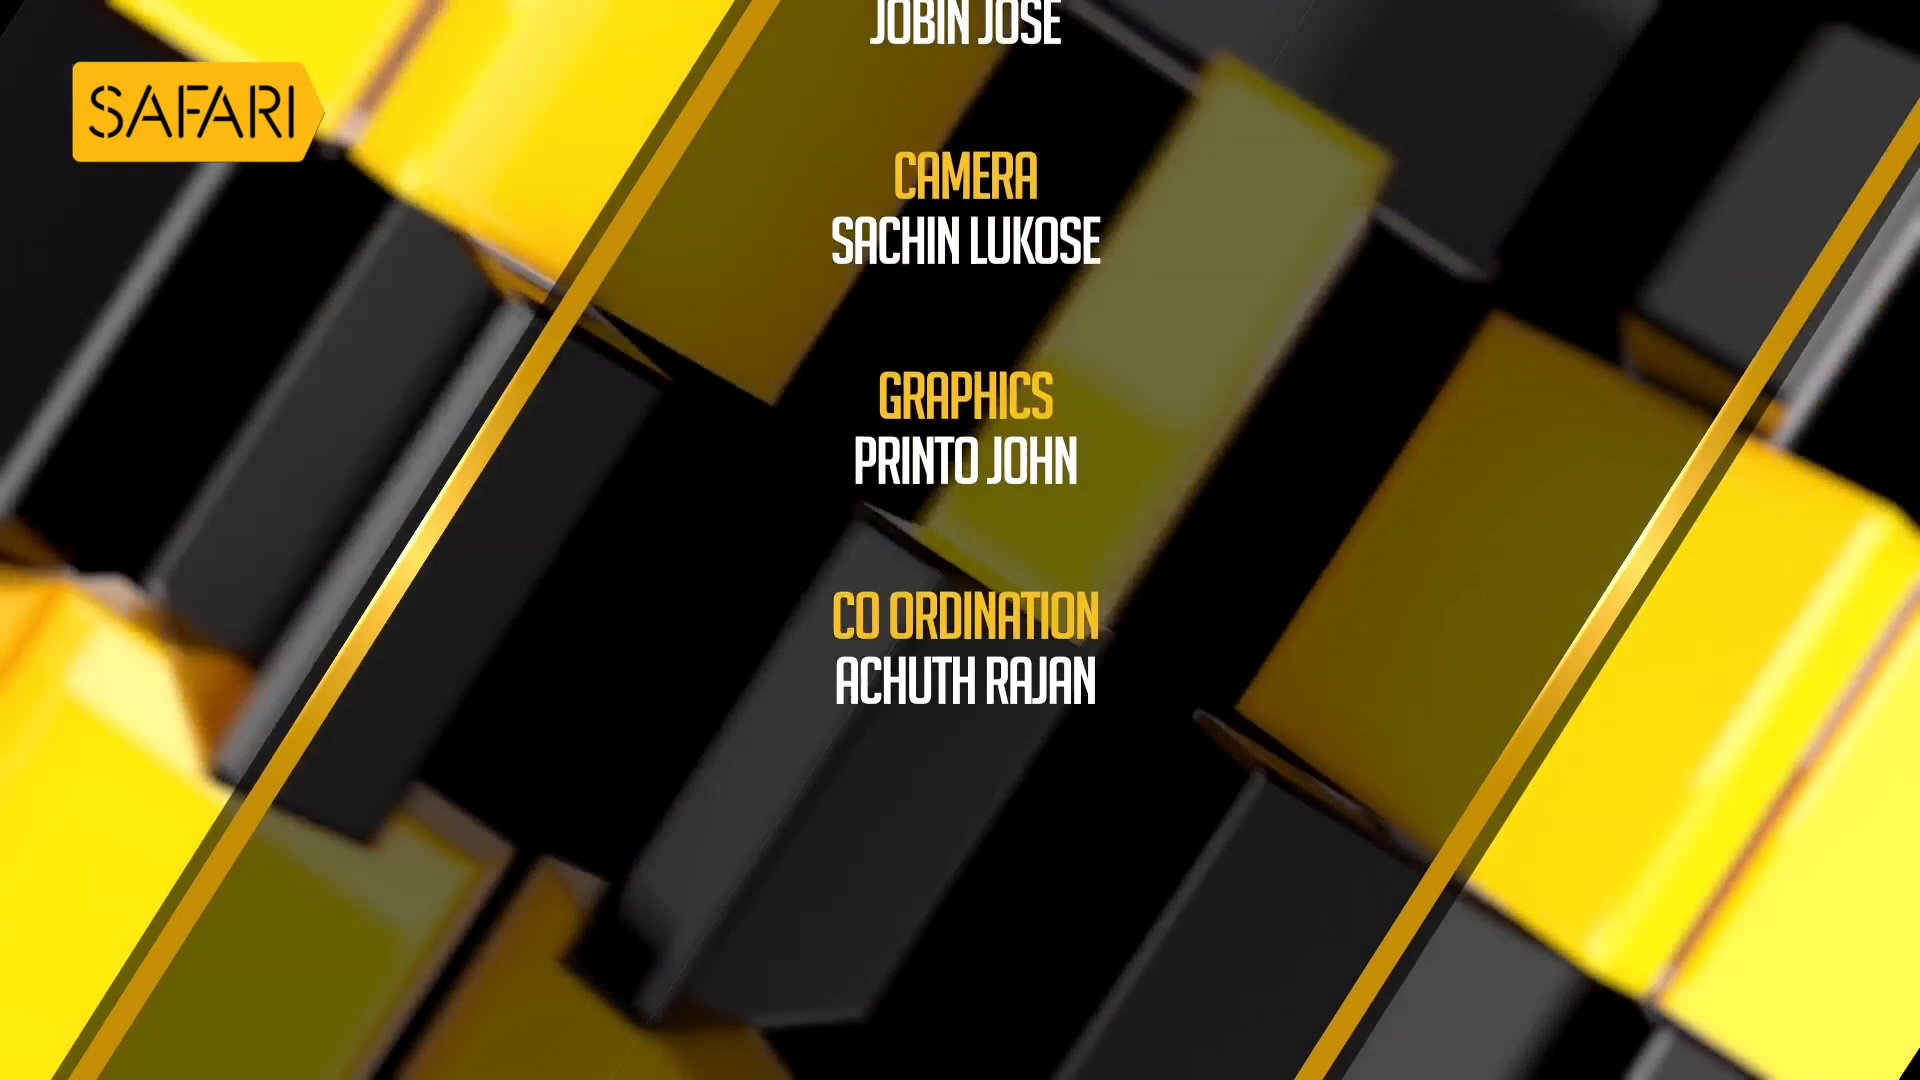 JOBIN JOSE
SAFARI
CAMERA
SACHIN LUKOSE
GRAPHICS
PRINTO JOHN
CO ORDINATION
ACHUTH RAJAN